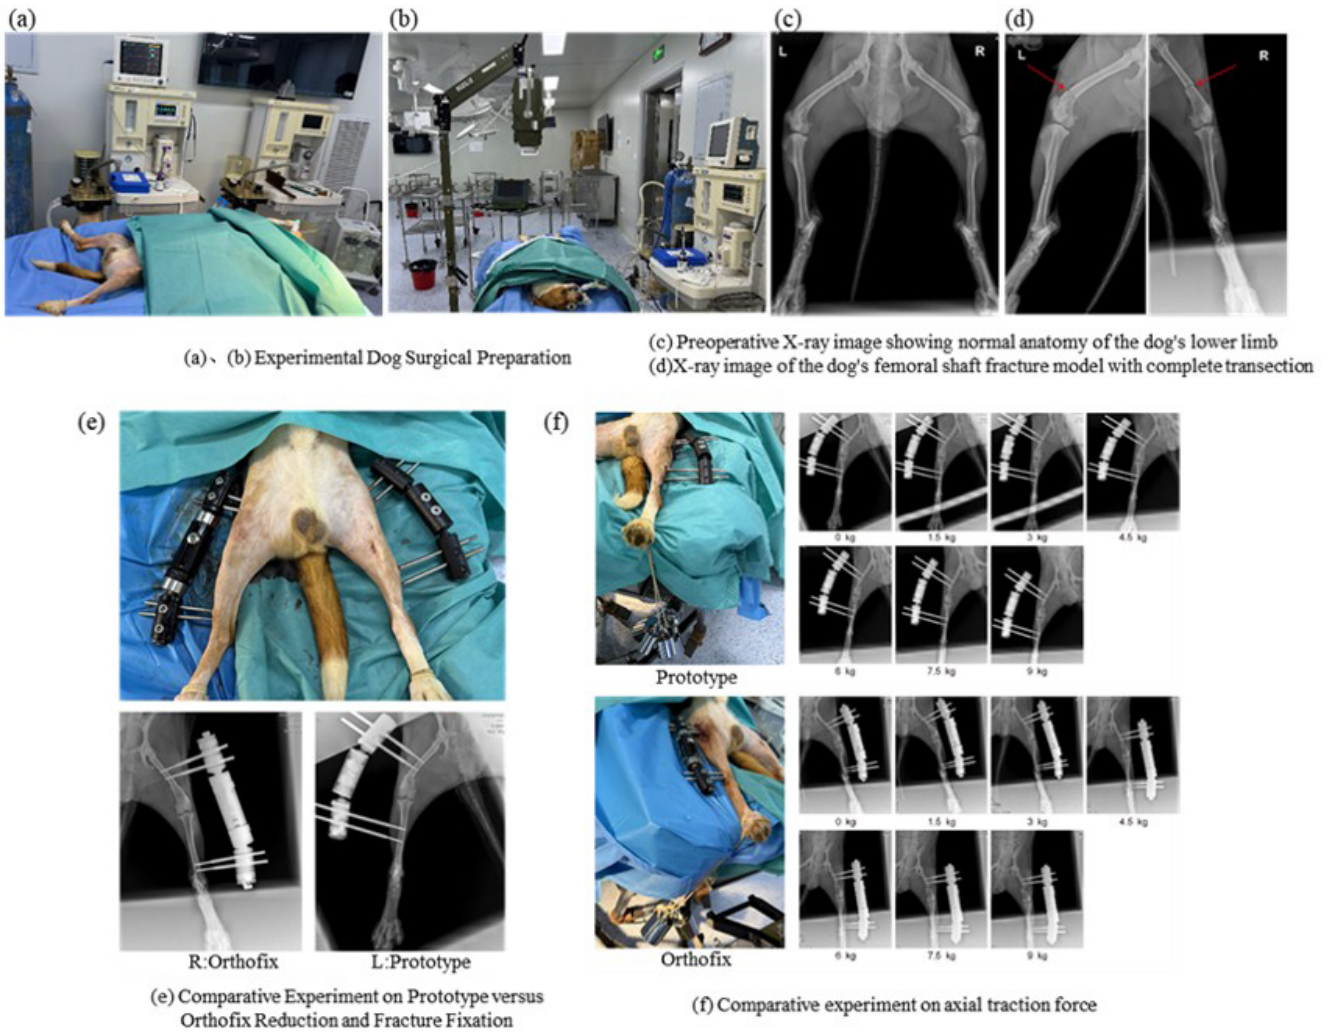 (a)
(b)
(c)
(d)
L
R
L
R
(a)、(b) Experimental Dog Surgical Preparation
(c) Preoperative X-ray image showing normal anatomy of the dog's lower limb
(d)X-ray image of the dog's femoral shaft fracture model with complete transection
(e)
(f)
0 kg
1.5 kg
3 kg
4.5 kg
6 kg
7.5 kg
9 kg
Prototype
0 kg
1.5 kg
3 kg
4.5 kg
6 kg
7.5 kg
9 kg
Orthofix
R:Orthofix
L:Prototype
(e) Comparative Experiment on Prototype versus
Orthofix Reduction and Fracture Fixation
(f) Comparative experiment on axial traction force